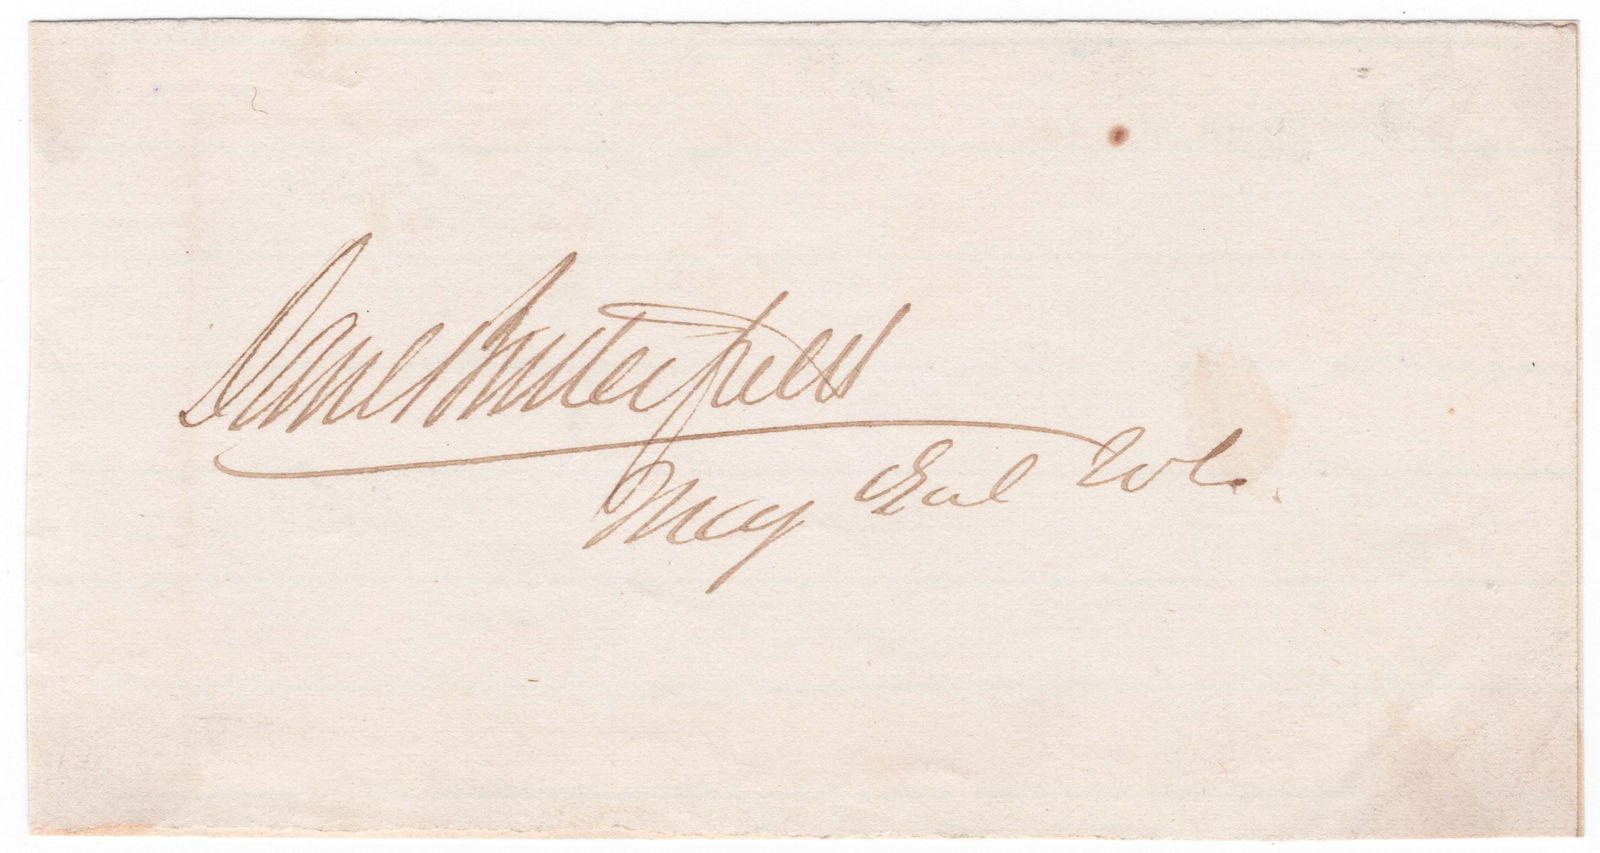 Danl Butterfield
Maj Genl Vol.